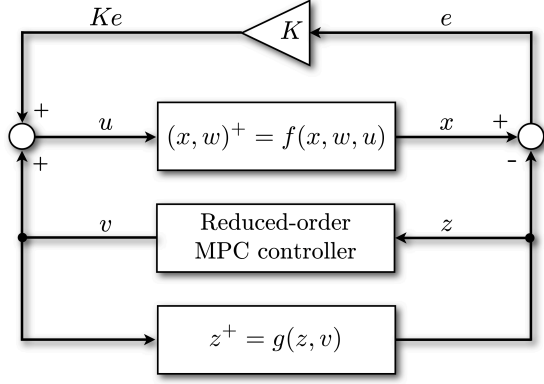 Ke
K
e
+
u
(x, w)⁺ = f(x, w, u)
x
+
+
-
v
Reduced-order
MPC controller
z
z⁺ = g(z, v)